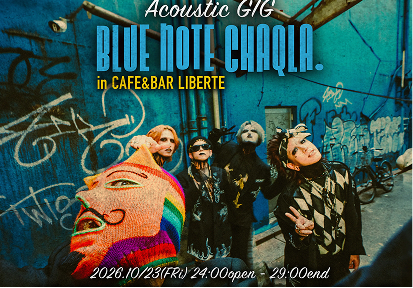 Acoustic GIG
BLUE NOTE CHAQLA.
in CAFE&BAR LIBERTE
2026.10/23(FRI) 24:00open - 29:00end